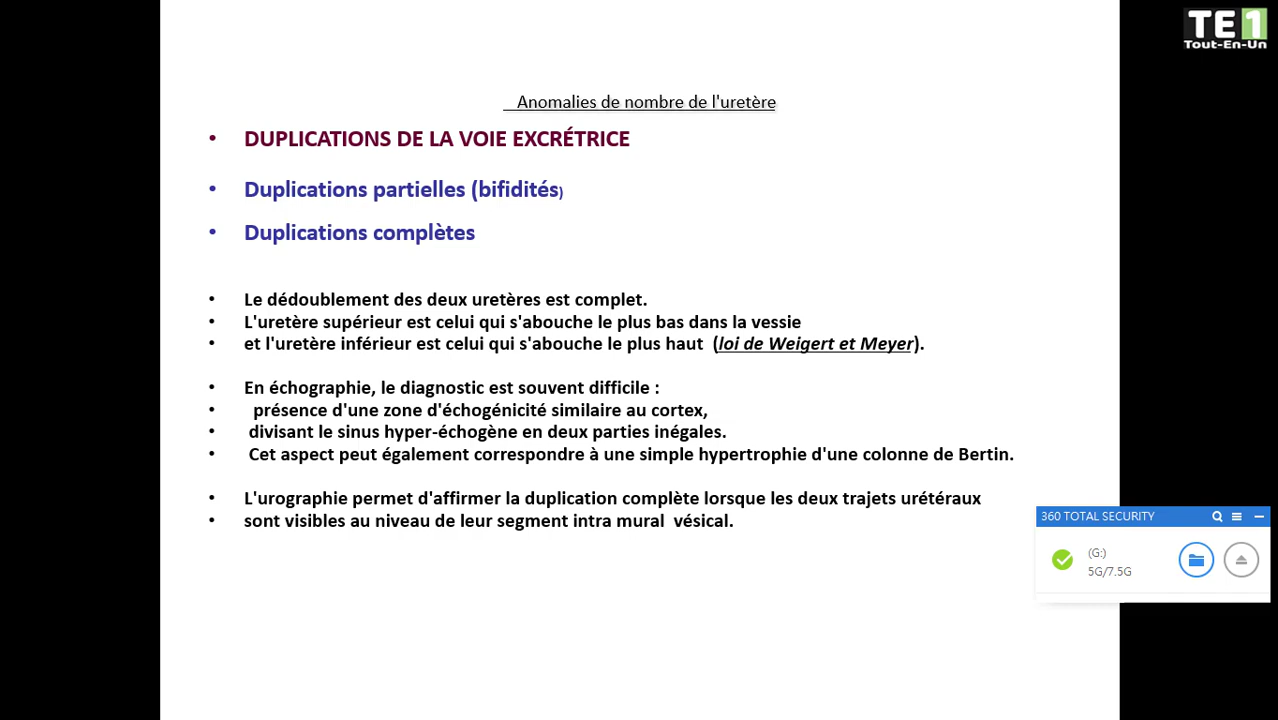 TE1
Tout-En-Un
Anomalies de nombre de l'uretère
• DUPLICATIONS DE LA VOIE EXCRÉTRICE
• Duplications partielles (bifidités)
• Duplications complètes
• Le dédoublement des deux uretères est complet.
• L'uretère supérieur est celui qui s'abouche le plus bas dans la vessie
• et l'uretère inférieur est celui qui s'abouche le plus haut (loi de Weigert et Meyer).
• En échographie, le diagnostic est souvent difficile :
• présence d'une zone d'échogénicité similaire au cortex,
• divisant le sinus hyper-échogène en deux parties inégales.
• Cet aspect peut également correspondre à une simple hypertrophie d'une colonne de Bertin.
• L'urographie permet d'affirmer la duplication complète lorsque les deux trajets urétéraux
• sont visibles au niveau de leur segment intra mural vésical.
360 TOTAL SECURITY
(G:)
5G/7.5G